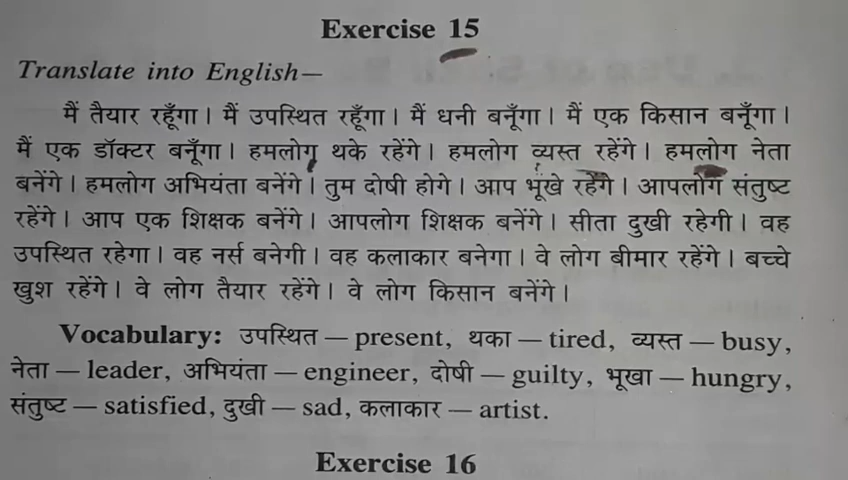 Exercise 15
Translate into English—
मैं तैयार रहूँगा। मैं उपस्थित रहूँगा। मैं धनी बनूँगा। मैं एक किसान बनूँगा।
मैं एक डॉक्टर बनूँगा। हमलोग थके रहेंगे। हमलोग व्यस्त रहेंगे। हमलोग नेता
बनेंगे। हमलोग अभियंता बनेंगे। तुम दोषी होगे। आप भूखे रहेंगे। आपलोग संतुष्ट
रहेंगे। आप एक शिक्षक बनेंगे। आपलोग शिक्षक बनेंगे। सीता दुखी रहेगी। वह
उपस्थित रहेगा। वह नर्स बनेगी। वह कलाकार बनेगा। वे लोग बीमार रहेंगे। बच्चे
खुश रहेंगे। वे लोग तैयार रहेंगे। वे लोग किसान बनेंगे।
Vocabulary: उपस्थित — present, थका — tired, व्यस्त — busy,
नेता — leader, अभियंता — engineer, दोषी — guilty, भूखा — hungry,
संतुष्ट — satisfied, दुखी — sad, कलाकार — artist.
Exercise 16